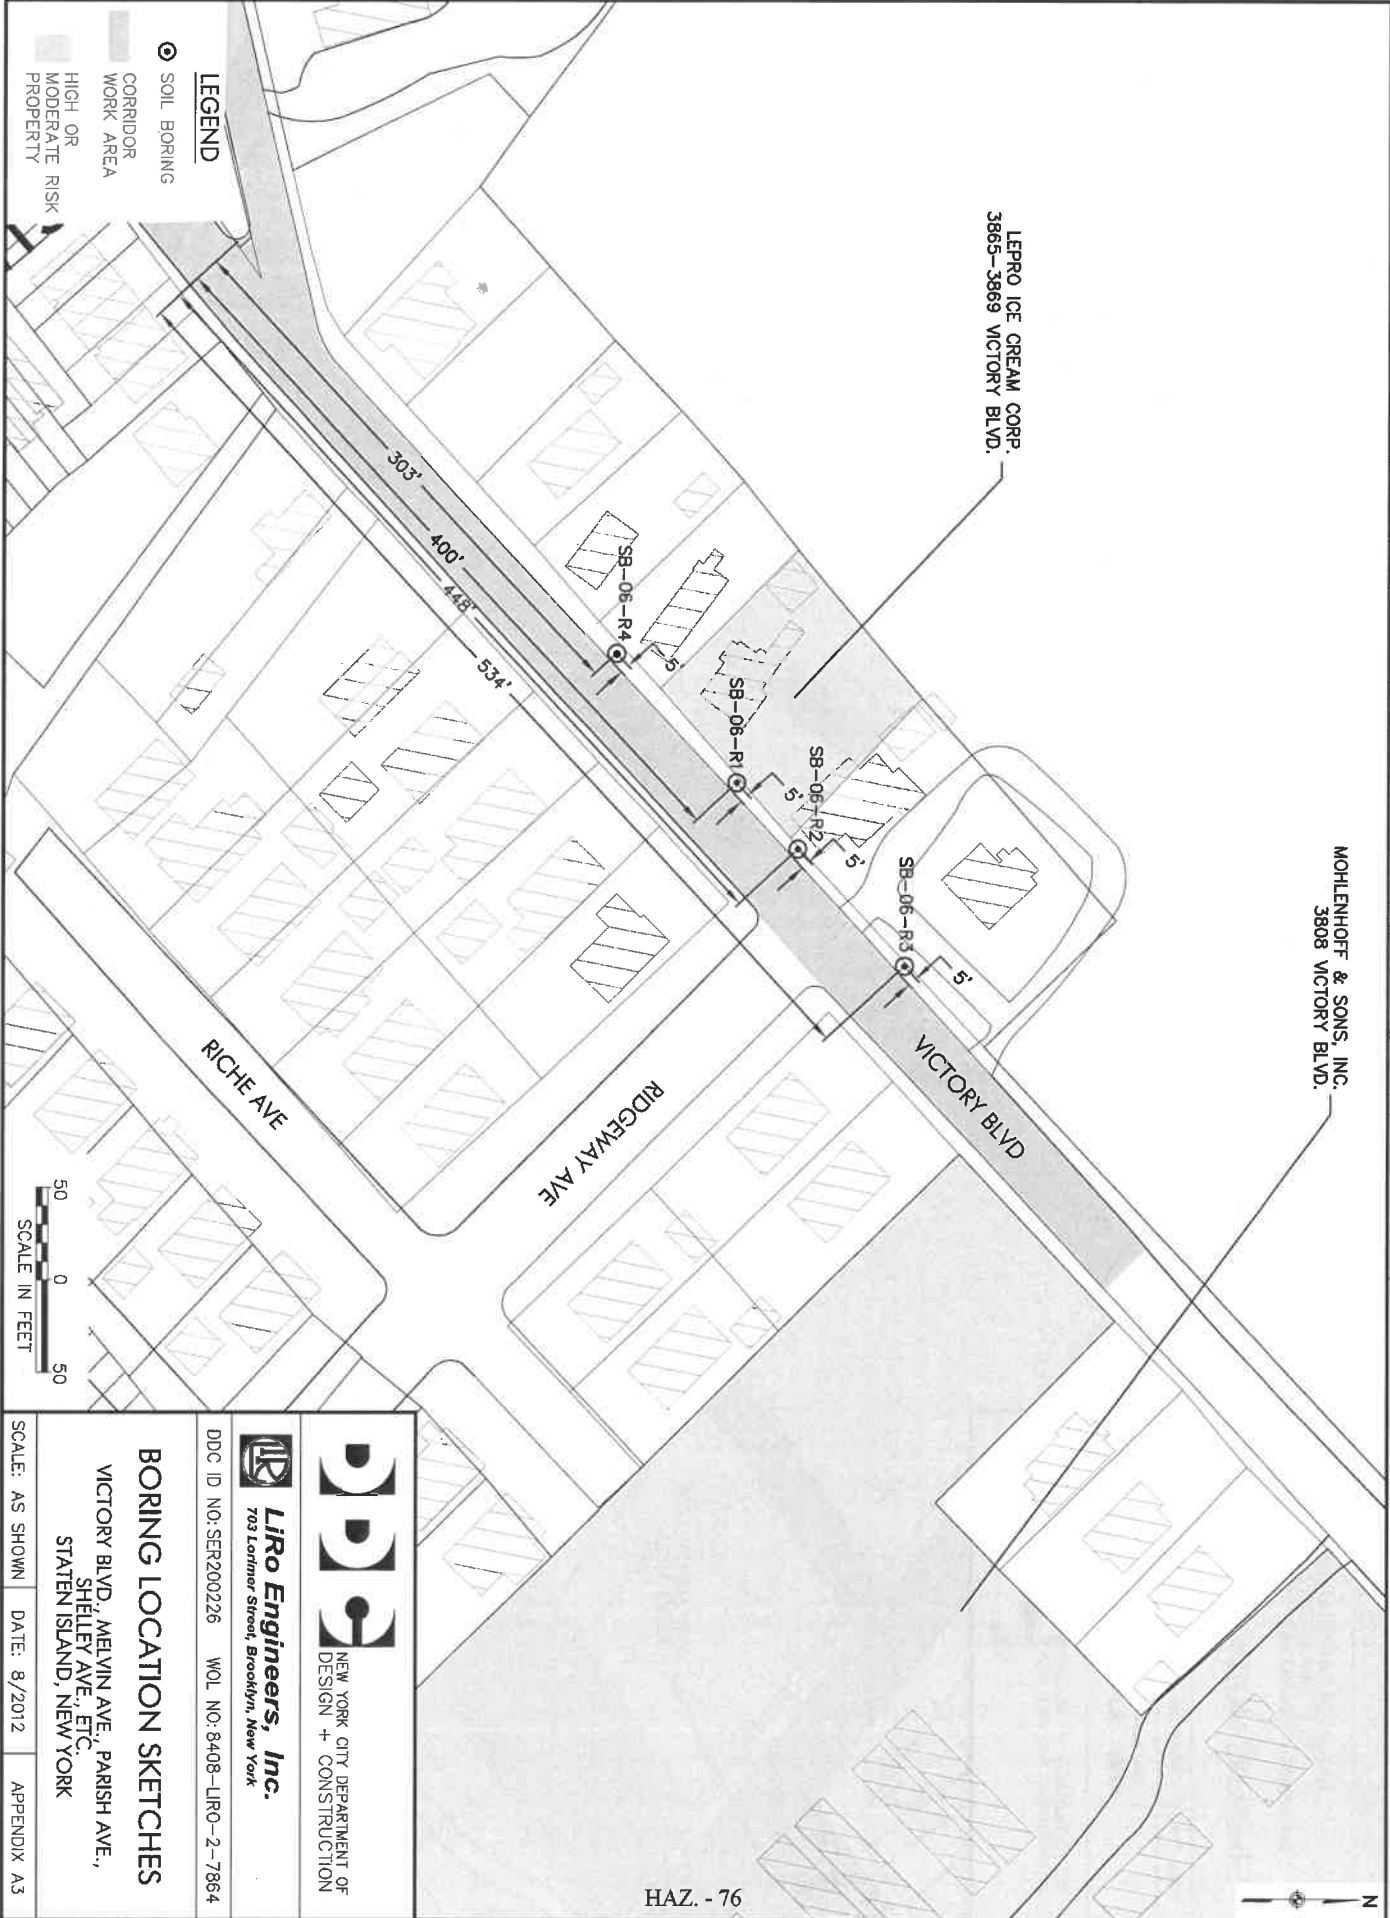 LEPRO ICE CREAM CORP.
3865-3869 VICTORY BLVD.
MOHLENHOFF & SONS, INC.
3808 VICTORY BLVD.
N
SB-06-R4
SB-06-R1
SB-06-R2
SB-06-R3
5'
5'
5'
5'
303'
400'
448'
534'
VICTORY BLVD
RIDGEWAY AVE
RICHE AVE
LEGEND
SOIL BORING
CORRIDOR
WORK AREA
HIGH OR
MODERATE RISK
PROPERTY
50 0 50
SCALE IN FEET
DDC
NEW YORK CITY DEPARTMENT OF
DESIGN + CONSTRUCTION
LiRo Engineers, Inc.
703 Lorimer Street, Brooklyn, New York
DDC ID NO: SER200226 WOL NO: 8408-LIRO-2-7864
BORING LOCATION SKETCHES
VICTORY BLVD., MELVIN AVE., PARISH AVE.,
SHELLEY AVE., ETC.
STATEN ISLAND, NEW YORK
SCALE: AS SHOWN DATE: 8/2012 APPENDIX A3
HAZ. - 76